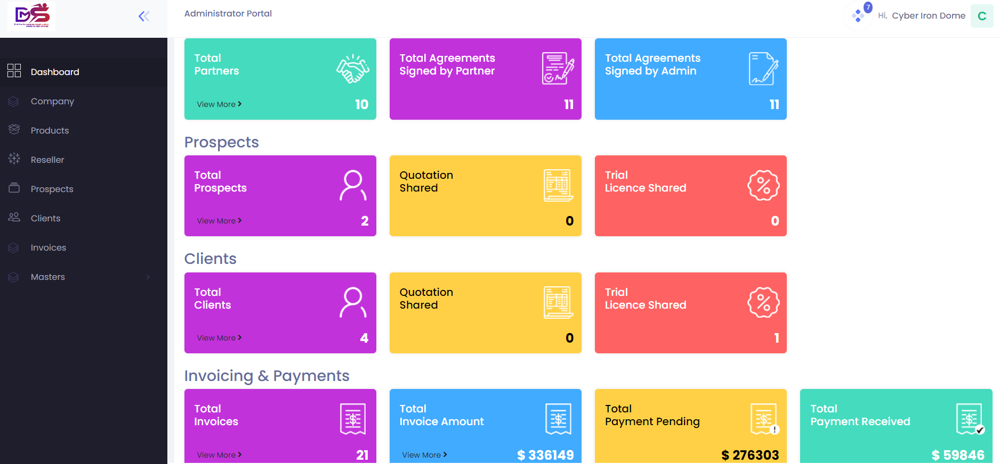 DMS
Administrator Portal
7
Hi, Cyber Iron Dome
C
Dashboard
Company
Products
Reseller
Prospects
Clients
Invoices
Masters
Total
Partners
View More
10
Total Agreements
Signed by Partner
11
Total Agreements
Signed by Admin
11
Prospects
Total
Prospects
View More
2
Quotation
Shared
0
Trial
Licence Shared
0
Clients
Total
Clients
View More
4
Quotation
Shared
0
Trial
Licence Shared
1
Invoicing & Payments
Total
Invoices
View More
21
Total
Invoice Amount
View More
$ 336149
Total
Payment Pending
$ 276303
Total
Payment Received
$ 59846